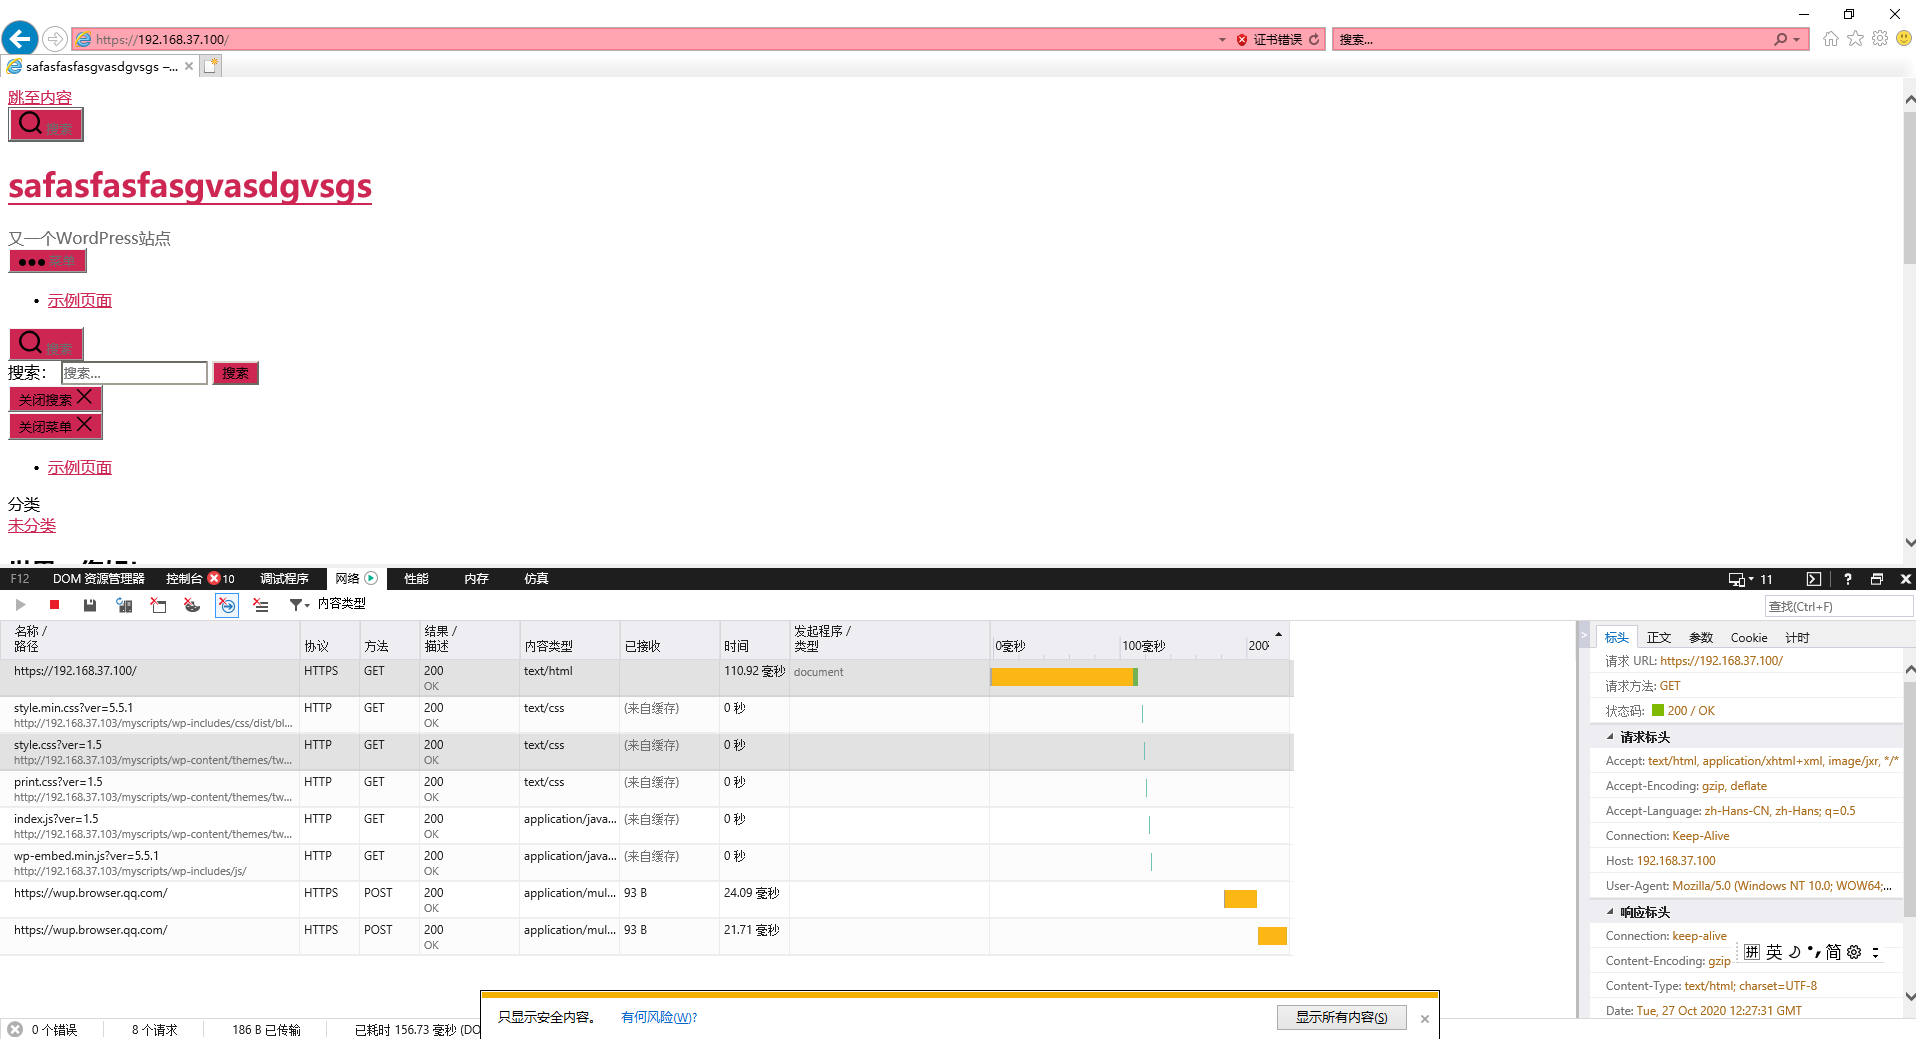 https://192.168.37.100/
证书错误
搜索...
safasfasfasgvasdgvsgs –...
跳至内容
搜索
safasfasfasgvasdgvsgs
又一个WordPress站点
菜单
• 示例页面
搜索
搜索： 搜索... 搜索
关闭搜索
关闭菜单
• 示例页面
分类
未分类
F12 DOM 资源管理器 控制台 10 调试程序 网络 性能 内存 仿真 11 ?
内容类型 查找(Ctrl+F)
名称 / 路径 协议 方法 结果 / 描述 内容类型 已接收 时间 发起程序 / 类型 0毫秒 100毫秒
https://192.168.37.100/ HTTPS GET 200 text/html 110.92 毫秒 document
OK
style.min.css?ver=5.5.1 HTTP GET 200 text/css (来自缓存) 0 秒
http://192.168.37.103/myscripts/wp-includes/css/dist/bl... OK
style.css?ver=1.5 HTTP GET 200 text/css (来自缓存) 0 秒
http://192.168.37.103/myscripts/wp-content/themes/tw... OK
print.css?ver=1.5 HTTP GET 200 text/css (来自缓存) 0 秒
http://192.168.37.103/myscripts/wp-content/themes/tw... OK
index.js?ver=1.5 HTTP GET 200 application/java... (来自缓存) 0 秒
http://192.168.37.103/myscripts/wp-content/themes/tw... OK
wp-embed.min.js?ver=5.5.1 HTTP GET 200 application/java... (来自缓存) 0 秒
http://192.168.37.103/myscripts/wp-includes/js/ OK
https://wup.browser.qq.com/ HTTPS POST 200 application/mul... 93 B 24.09 毫秒
OK
https://wup.browser.qq.com/ HTTPS POST 200 application/mul... 93 B 21.71 毫秒
OK
标头 正文 参数 Cookie 计时
请求 URL: https://192.168.37.100/
请求方法: GET
状态码: 200 / OK
请求标头
Accept: text/html, application/xhtml+xml, image/jxr, */*
Accept-Encoding: gzip, deflate
Accept-Language: zh-Hans-CN, zh-Hans; q=0.5
Connection: Keep-Alive
Host: 192.168.37.100
User-Agent: Mozilla/5.0 (Windows NT 10.0; WOW64;...
响应标头
Connection: keep-alive
Content-Encoding: gzip
拼 英 简
Content-Type: text/html; charset=UTF-8
Date: Tue, 27 Oct 2020 12:27:31 GMT
只显示安全内容。 有何风险(W)? 显示所有内容(S)
0 个错误 8 个请求 186 B 已传输 已耗时 156.73 毫秒 (DO